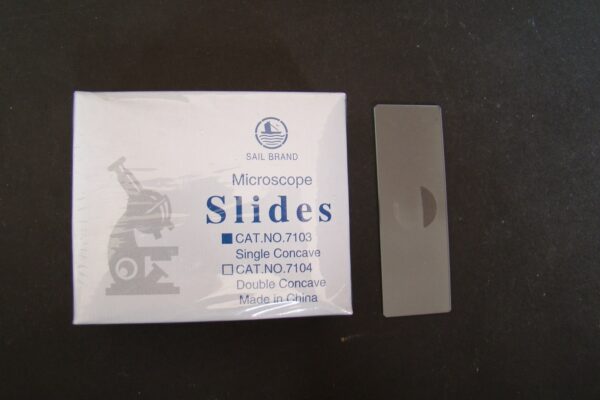 SAIL BRAND
Microscope
Slides
CAT.NO.7103
Single Concave
CAT.NO.7104
Double Concave
Made in China